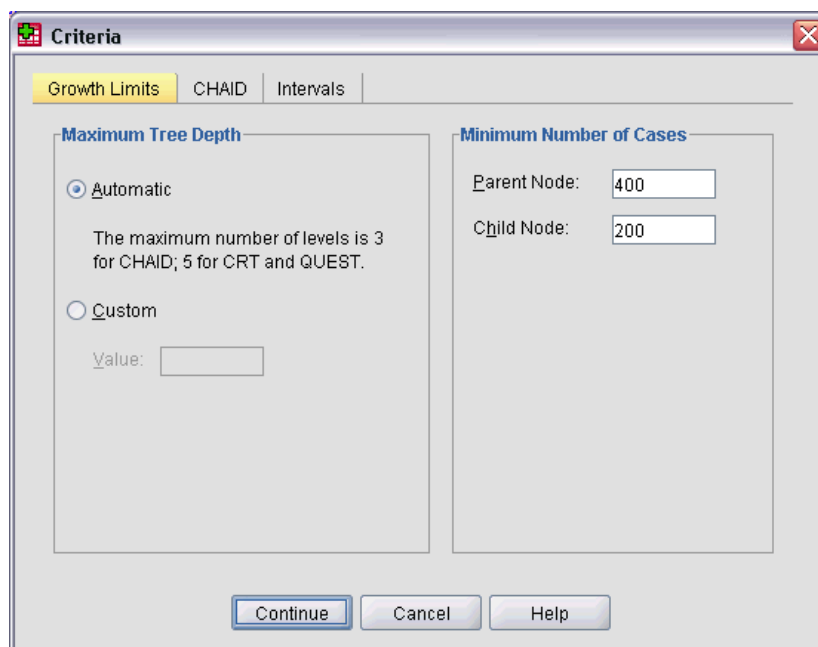 Criteria
Growth Limits
CHAID
Intervals
Maximum Tree Depth
Automatic
The maximum number of levels is 3
for CHAID; 5 for CRT and QUEST.
Custom
Value:
Minimum Number of Cases
Parent Node: 400
Child Node: 200
Continue
Cancel
Help